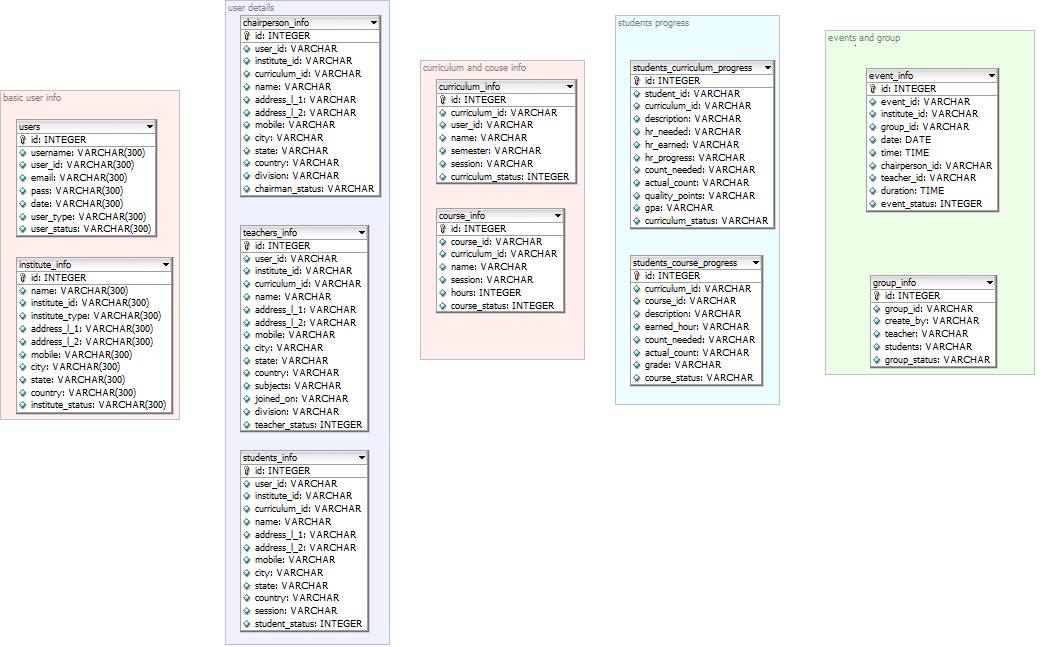 basic user info
users
id: INTEGER
username: VARCHAR(300)
user_id: VARCHAR(300)
email: VARCHAR(300)
pass: VARCHAR(300)
date: VARCHAR(300)
user_type: VARCHAR(300)
user_status: VARCHAR(300)
institute_info
id: INTEGER
name: VARCHAR(300)
institute_id: VARCHAR(300)
institute_type: VARCHAR(300)
address_l_1: VARCHAR(300)
address_l_2: VARCHAR(300)
mobile: VARCHAR(300)
city: VARCHAR(300)
state: VARCHAR(300)
country: VARCHAR(300)
institute_status: VARCHAR(300)
user details
chairperson_info
id: INTEGER
user_id: VARCHAR
institute_id: VARCHAR
curriculum_id: VARCHAR
name: VARCHAR
address_l_1: VARCHAR
address_l_2: VARCHAR
mobile: VARCHAR
city: VARCHAR
state: VARCHAR
country: VARCHAR
division: VARCHAR
chairman_status: VARCHAR
teachers_info
id: INTEGER
user_id: VARCHAR
institute_id: VARCHAR
curriculum_id: VARCHAR
name: VARCHAR
address_l_1: VARCHAR
address_l_2: VARCHAR
mobile: VARCHAR
city: VARCHAR
state: VARCHAR
country: VARCHAR
subjects: VARCHAR
joined_on: VARCHAR
division: VARCHAR
teacher_status: INTEGER
students_info
id: INTEGER
user_id: VARCHAR
institute_id: VARCHAR
curriculum_id: VARCHAR
name: VARCHAR
address_l_1: VARCHAR
address_l_2: VARCHAR
mobile: VARCHAR
city: VARCHAR
state: VARCHAR
country: VARCHAR
session: VARCHAR
student_status: INTEGER
curriculum and couse info
curriculum_info
id: INTEGER
curriculum_id: VARCHAR
user_id: VARCHAR
name: VARCHAR
semester: VARCHAR
session: VARCHAR
curriculum_status: INTEGER
course_info
id: INTEGER
course_id: VARCHAR
curriculum_id: VARCHAR
name: VARCHAR
session: VARCHAR
hours: INTEGER
course_status: INTEGER
students progress
students_curriculum_progress
id: INTEGER
student_id: VARCHAR
curriculum_id: VARCHAR
description: VARCHAR
hr_needed: VARCHAR
hr_earned: VARCHAR
hr_progress: VARCHAR
count_needed: VARCHAR
actual_count: VARCHAR
quality_points: VARCHAR
gpa: VARCHAR
curriculum_status: VARCHAR
students_course_progress
id: INTEGER
curriculum_id: VARCHAR
course_id: VARCHAR
description: VARCHAR
earned_hour: VARCHAR
count_needed: VARCHAR
actual_count: VARCHAR
grade: VARCHAR
course_status: VARCHAR
events and group
event_info
id: INTEGER
event_id: VARCHAR
institute_id: VARCHAR
group_id: VARCHAR
date: DATE
time: TIME
chairperson_id: VARCHAR
teacher_id: VARCHAR
duration: TIME
event_status: INTEGER
group_info
id: INTEGER
group_id: VARCHAR
create_by: VARCHAR
teacher: VARCHAR
students: VARCHAR
group_status: VARCHAR